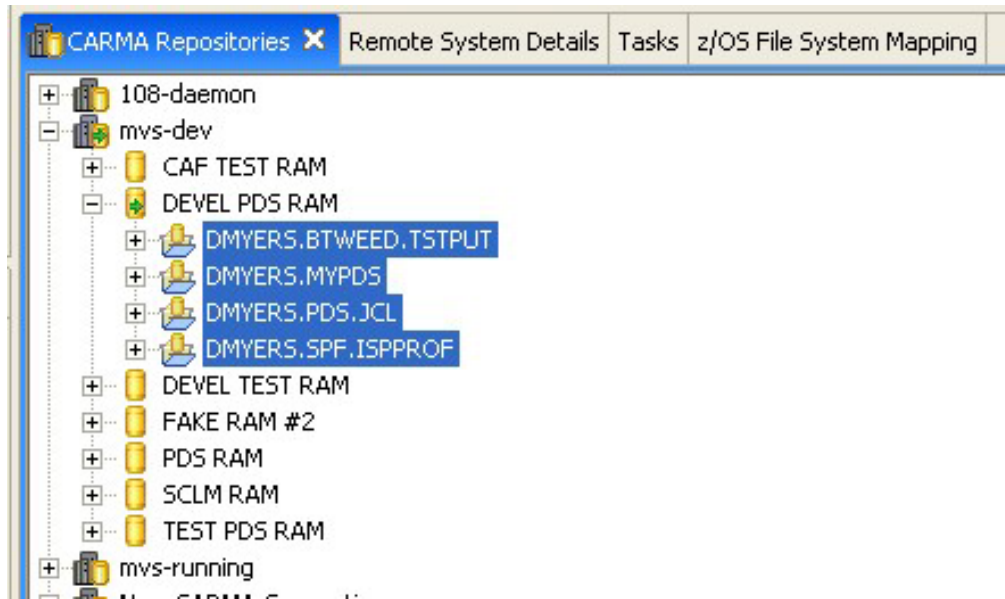 CARMA Repositories Remote System Details Tasks z/OS File System Mapping
108-daemon
mvs-dev
CAF TEST RAM
DEVEL PDS RAM
DMYERS.BTWEED.TSTPUT
DMYERS.MYPDS
DMYERS.PDS.JCL
DMYERS.SPF.ISPPROF
DEVEL TEST RAM
FAKE RAM #2
PDS RAM
SCLM RAM
TEST PDS RAM
mvs-running